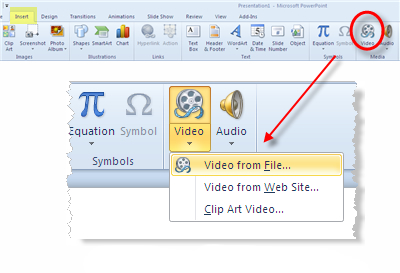 Presentation1 - Microsoft PowerPoint
Insert Design Transitions Animations Slide Show Review View Add-Ins
Clip Art Screenshot Photo Album Shapes SmartArt Chart Hyperlink Action Text Box Header & Footer WordArt Date & Time Slide Number Object Equation Symbol Video Audio
Images Illustrations Links Text Symbols Media
Equation Symbol Video Audio
Symbols
Video from File...
Video from Web Site...
Clip Art Video...